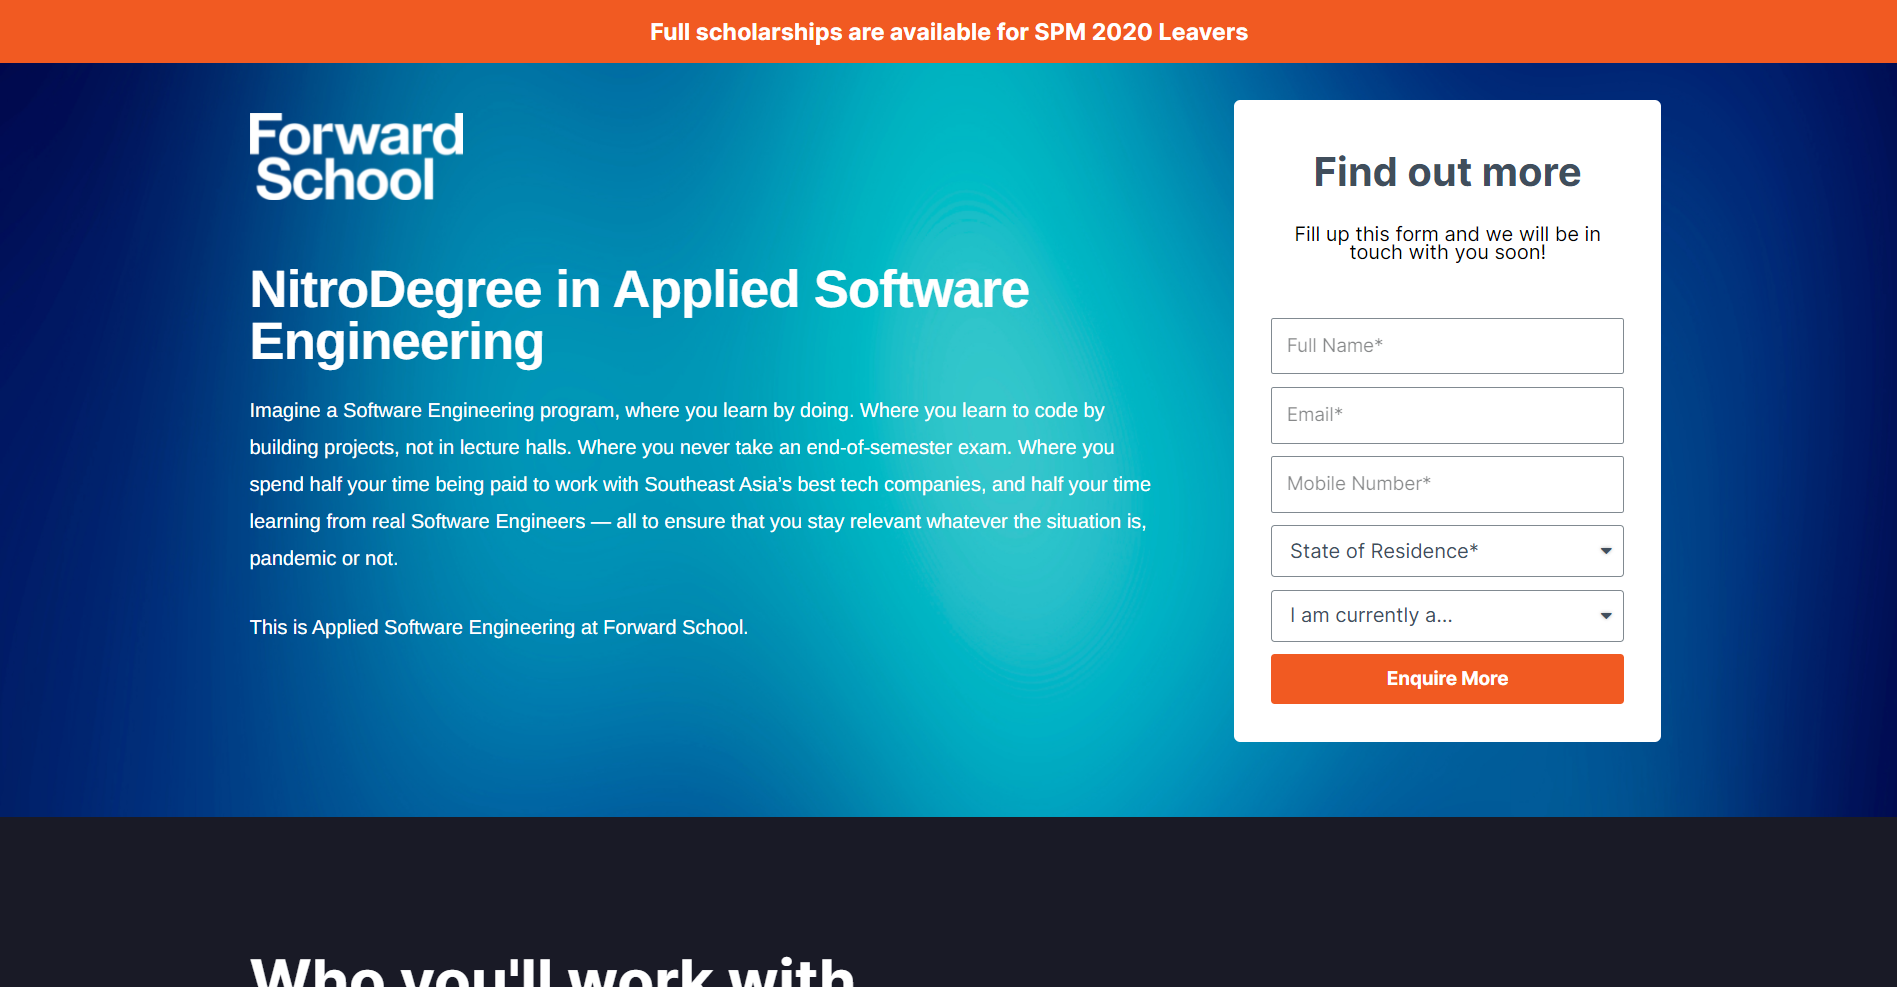 Full scholarships are available for SPM 2020 Leavers
Forward
School
NitroDegree in Applied Software
Engineering
Imagine a Software Engineering program, where you learn by doing. Where you learn to code by
building projects, not in lecture halls. Where you never take an end-of-semester exam. Where you
spend half your time being paid to work with Southeast Asia's best tech companies, and half your time
learning from real Software Engineers — all to ensure that you stay relevant whatever the situation is,
pandemic or not.
This is Applied Software Engineering at Forward School.
Find out more
Fill up this form and we will be in
touch with you soon!
Full Name*
Email*
Mobile Number*
State of Residence*
I am currently a...
Enquire More
Who you'll work with